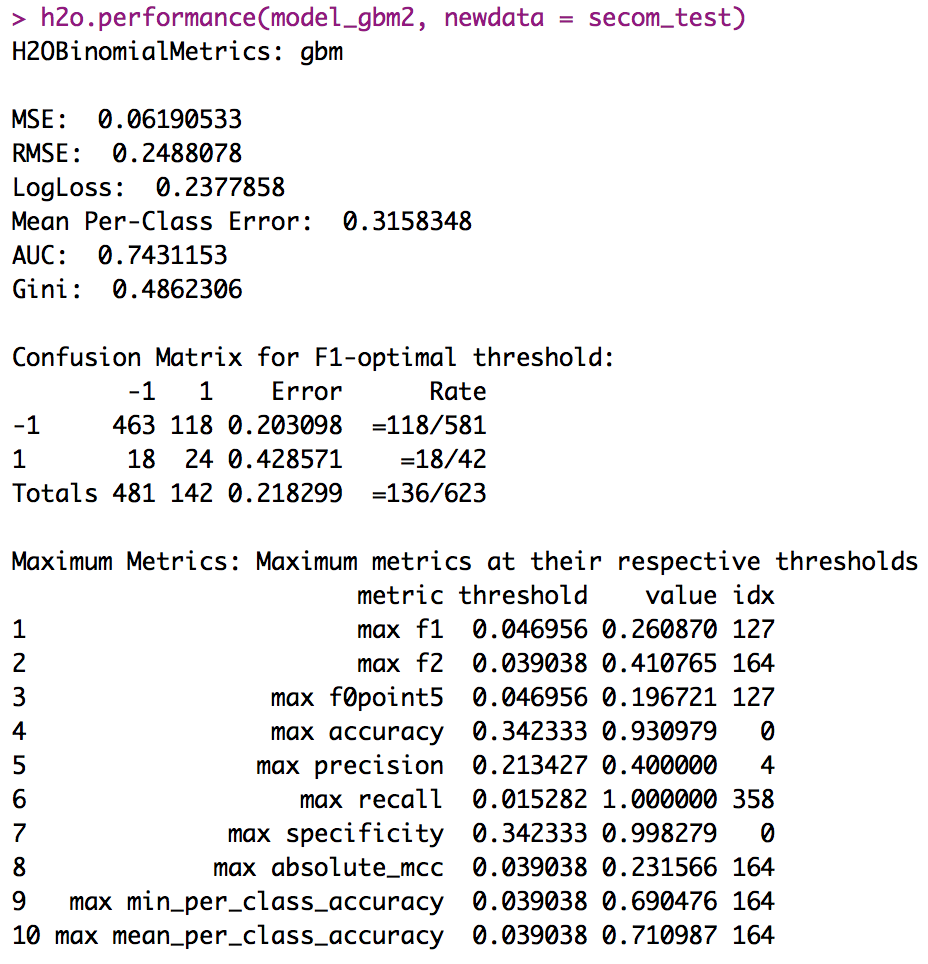 > h2o.performance(model_gbm2, newdata = secom_test)
H2OBinomialMetrics: gbm

MSE:  0.06190533
RMSE:  0.2488078
LogLoss:  0.2377858
Mean Per-Class Error:  0.3158348
AUC:  0.7431153
Gini:  0.4862306

Confusion Matrix for F1-optimal threshold:
        -1   1    Error      Rate
-1     463 118 0.203098  =118/581
1       18  24 0.428571    =18/42
Totals 481 142 0.218299  =136/623

Maximum Metrics: Maximum metrics at their respective thresholds
                        metric threshold    value idx
1                       max f1  0.046956 0.260870 127
2                       max f2  0.039038 0.410765 164
3                 max f0point5  0.046956 0.196721 127
4                 max accuracy  0.342333 0.930979   0
5                max precision  0.213427 0.400000   4
6                   max recall  0.015282 1.000000 358
7              max specificity  0.342333 0.998279   0
8             max absolute_mcc  0.039038 0.231566 164
9   max min_per_class_accuracy  0.039038 0.690476 164
10 max mean_per_class_accuracy  0.039038 0.710987 164